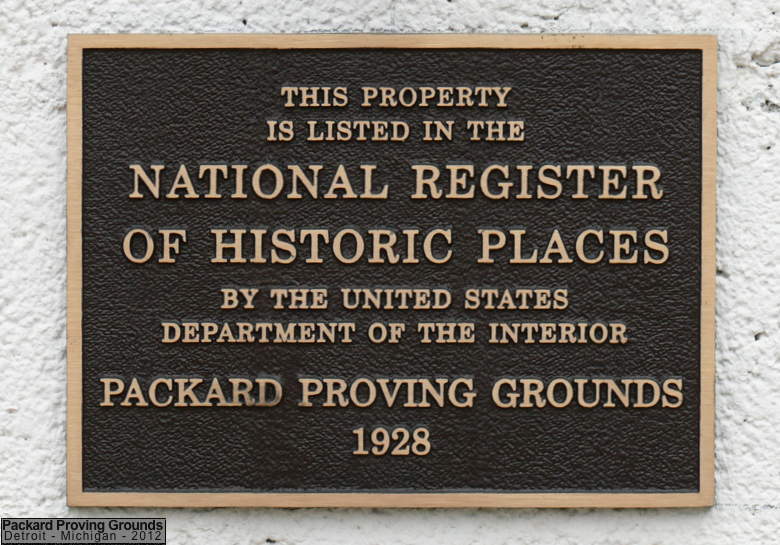 THIS PROPERTY
IS LISTED IN THE
NATIONAL REGISTER
OF HISTORIC PLACES
BY THE UNITED STATES
DEPARTMENT OF THE INTERIOR
PACKARD PROVING GROUNDS
1928
Packard Proving Grounds
Detroit - Michigan - 2012